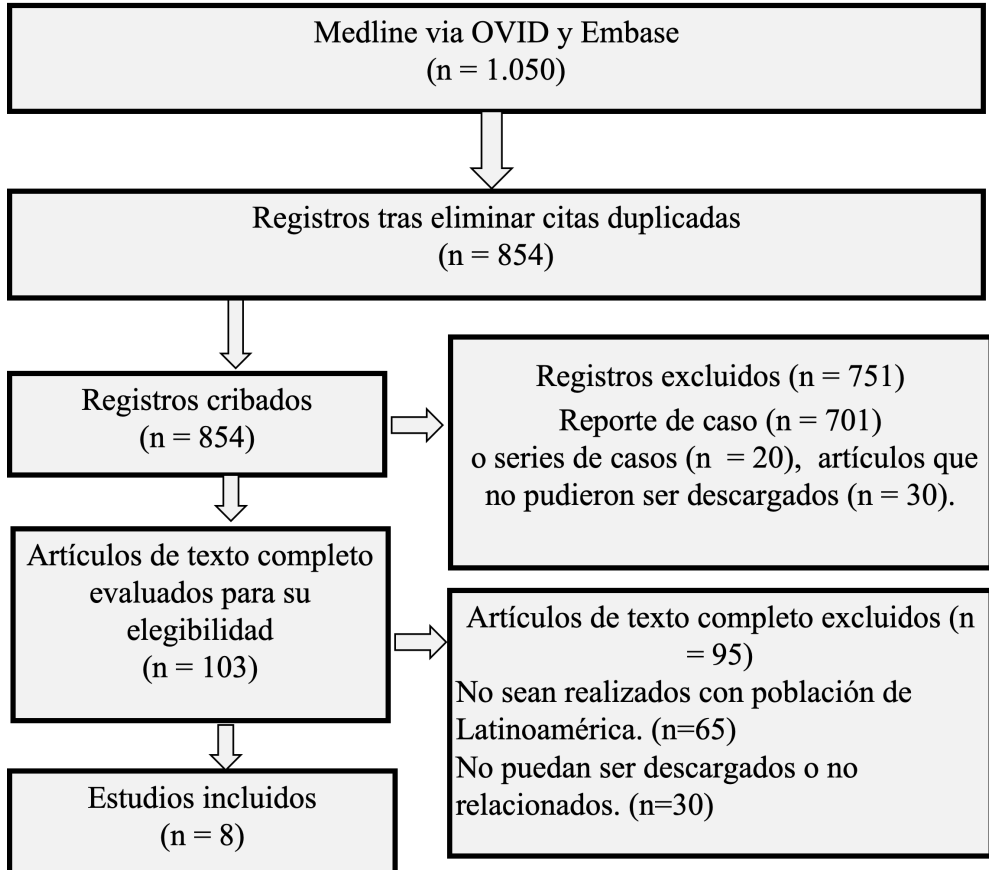 Medline via OVID y Embase
(n = 1.050)
Registros tras eliminar citas duplicadas
(n = 854)
Registros cribados
(n = 854)
Registros excluidos (n = 751)
Reporte de caso (n = 701)
o series de casos (n = 20), artículos que
no pudieron ser descargados (n = 30).
Artículos de texto completo
evaluados para su
elegibilidad
(n = 103)
Artículos de texto completo excluidos (n
= 95)
No sean realizados con población de
Latinoamérica. (n=65)
No puedan ser descargados o no
relacionados. (n=30)
Estudios incluidos
(n = 8)